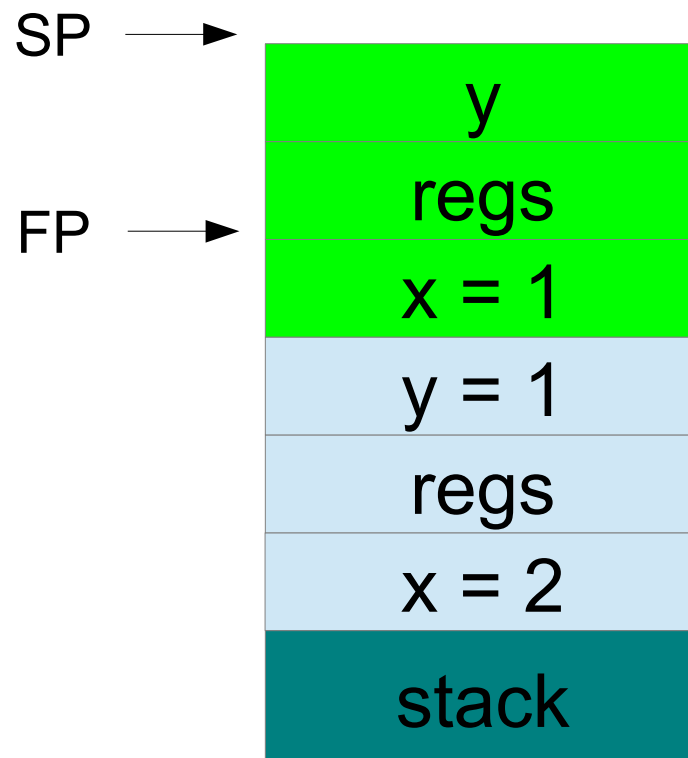 SP
y
regs
FP
x = 1
y = 1
regs
x = 2
stack